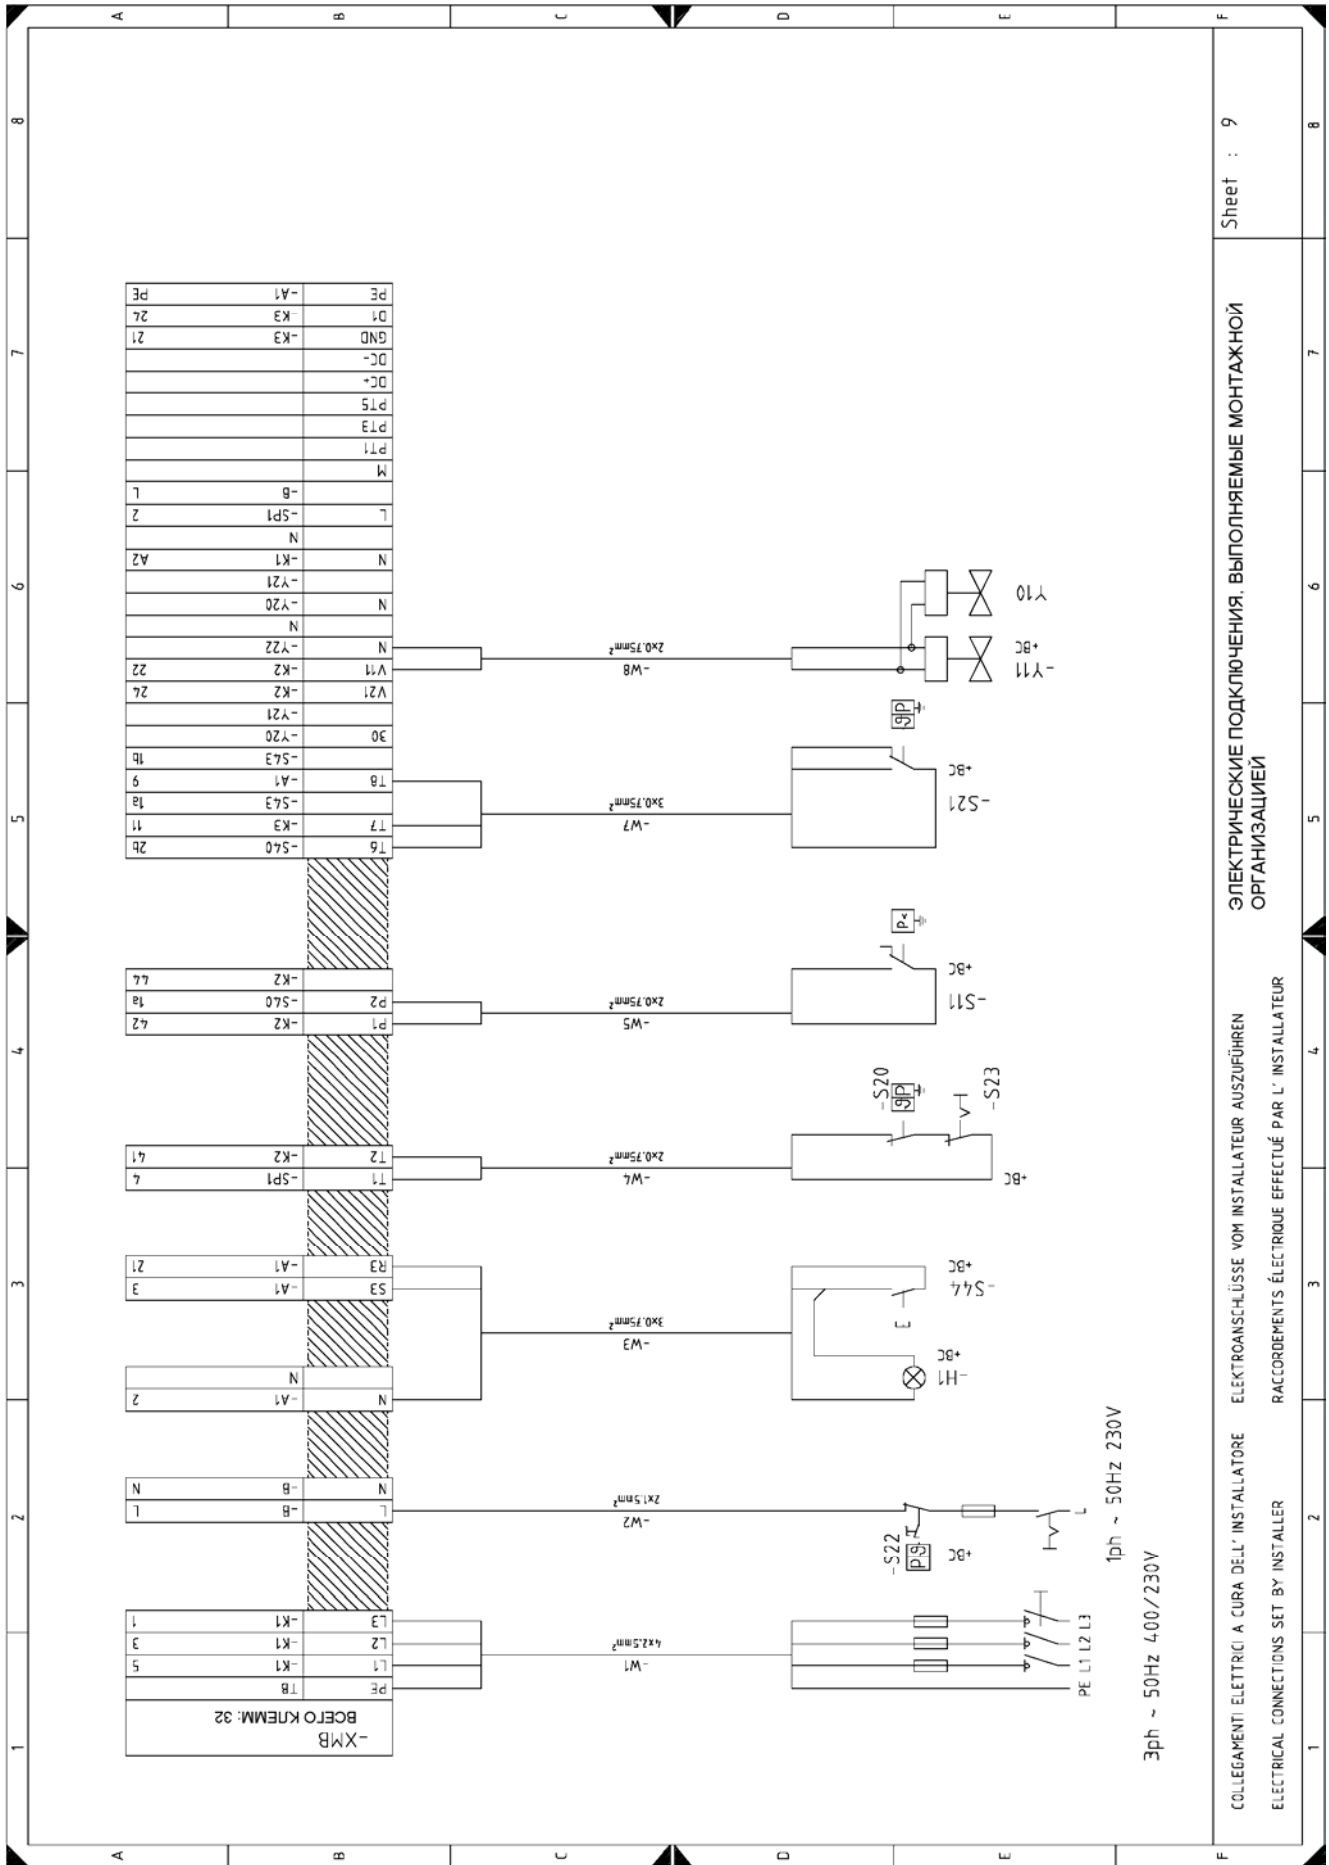 1 2 3 4 5 6 7 8
A
B
C
D
E
F
-XMB
ВСЕГО КЛЕММ: 32
PE TB
L1 -K1 5
L2 -K1 3
L3 -K1 1
L -B L
N -B N
N -A1 2
N
S3 -A1 3
R3 -A1 21
T1 -SP1 4
T2 -K2 41
P1 -K2 42
P2 -S40 1a
-K2 44
T6 -S40 2b
T7 -K3 11
-S43 1a
T8 -A1 9
-S43 1b
30 -Y20
-Y21
V21 -K2 24
V11 -K2 22
N -Y22
N
N -Y20
-Y21
N -K1 A2
N
L -SP1 2
-B L
M
PT1
PT3
PT5
DC+
DC-
GND -K3 21
D1 -K3 24
PE -A1 PE
-W1
4x2.5mm²
-W2
2x1.5mm²
-W3
3x0.75mm²
-W4
2x0.75mm²
-W5
2x0.75mm²
-W7
3x0.75mm²
-W8
2x0.75mm²
PE L1 L2 L3
3ph ~ 50Hz 400/230V
-S22
P ϑ
+BC
L
1ph ~ 50Hz 230V
-H1
+BC
E
-S44
+BC
+BC
-S20
ϑ P
-S23
P<
-S11
+BC
ϑ P
-S21
+BC
-Y11
+BC
Y10
COLLEGAMENTI ELETTRICI A CURA DELL' INSTALLATORE
ELEKTROANSCHLÜSSE VOM INSTALLATEUR AUSZUFÜHREN
ELECTRICAL CONNECTIONS SET BY INSTALLER
RACCORDEMENTS ÉLECTRIQUE EFFECTUÉ PAR L' INSTALLATEUR
ЭЛЕКТРИЧЕСКИЕ ПОДКЛЮЧЕНИЯ, ВЫПОЛНЯЕМЫЕ МОНТАЖНОЙ
ОРГАНИЗАЦИЕЙ
Sheet : 9
1 2 3 4 5 6 7 8
A
B
C
D
E
F